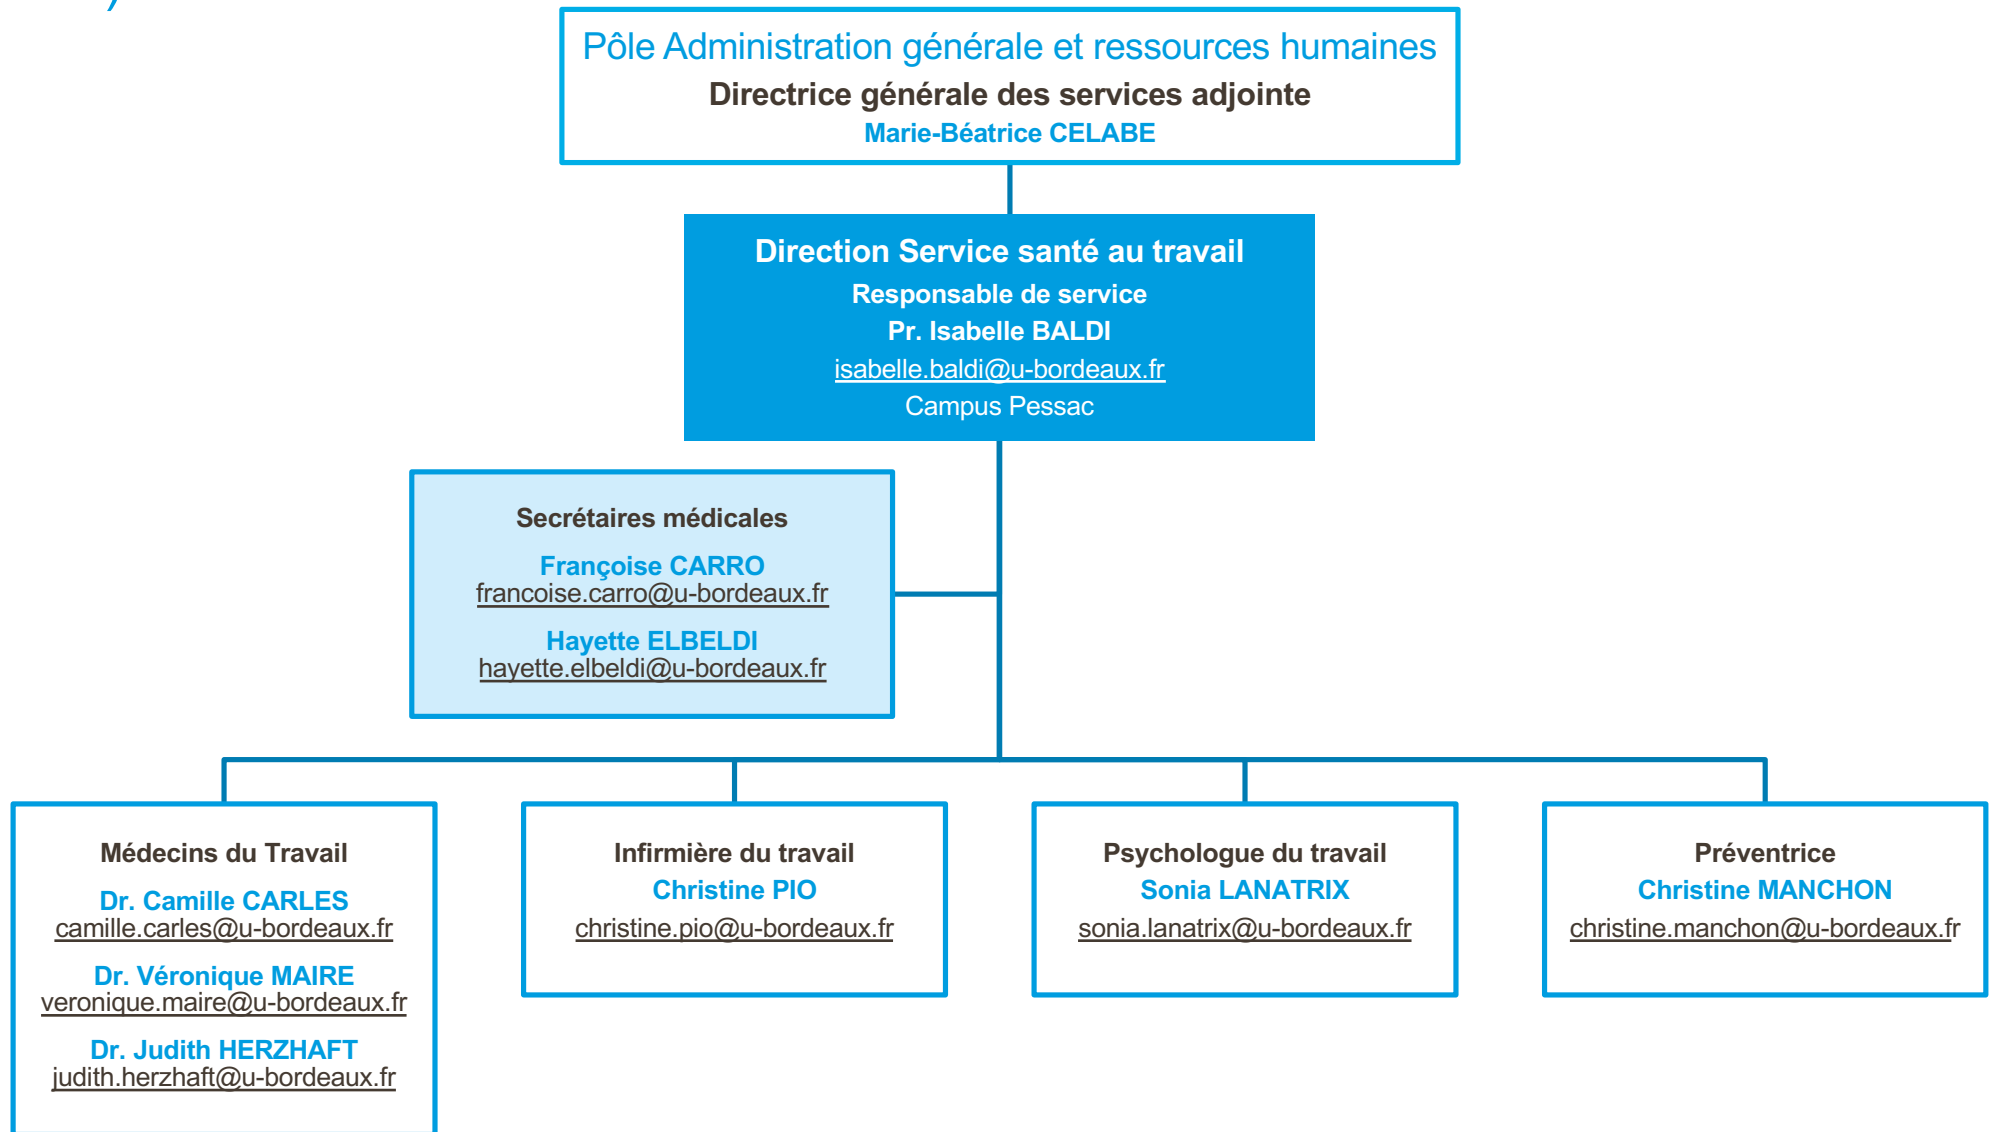 Pôle Administration générale et ressources humaines
Directrice générale des services adjointe
Marie-Béatrice CELABE
Direction Service santé au travail
Responsable de service
Pr. Isabelle BALDI
isabelle.baldi@u-bordeaux.fr
Campus Pessac
Secrétaires médicales
Françoise CARRO
francoise.carro@u-bordeaux.fr
Hayette ELBELDI
hayette.elbeldi@u-bordeaux.fr
Médecins du Travail
Dr. Camille CARLES
camille.carles@u-bordeaux.fr
Dr. Véronique MAIRE
veronique.maire@u-bordeaux.fr
Dr. Judith HERZHAFT
judith.herzhaft@u-bordeaux.fr
Infirmière du travail
Christine PIO
christine.pio@u-bordeaux.fr
Psychologue du travail
Sonia LANATRIX
sonia.lanatrix@u-bordeaux.fr
Préventrice
Christine MANCHON
christine.manchon@u-bordeaux.fr